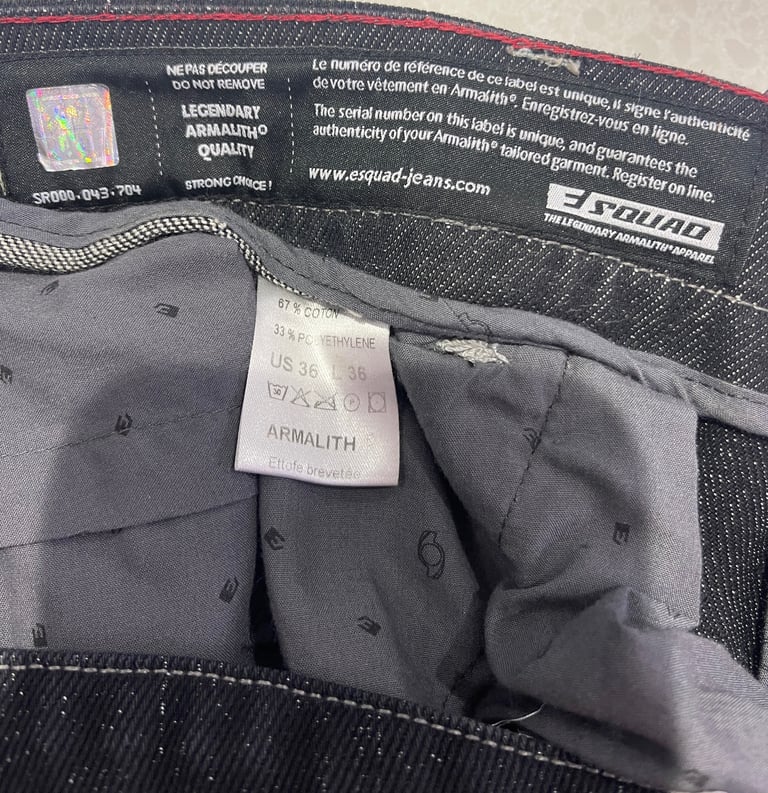 NE PAS DÉCOUPER
DO NOT REMOVE
LEGENDARY
ARMALITH®
QUALITY
STRONG CHOICE!
SR000.043.704
Le numéro de référence de ce label est unique, il signe l'authenticité
de votre vêtement en Armalith®. Enregistrez-vous en ligne.
The serial number on this label is unique, and guarantees the
authenticity of your Armalith® tailored garment. Register on line.
www.esquad-jeans.com
ESQUAD
THE LEGENDARY ARMALITH® APPAREL
67 % COTON
33 % POLYETHYLENE
US 36 L 36
30
P
ARMALITH
Ettofe brevetée